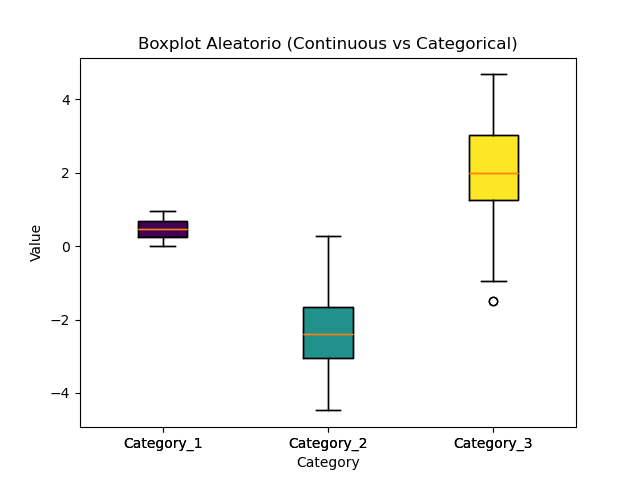 Boxplot Aleatorio (Continuous vs Categorical)
Value
4
2
0
−2
−4
Category_1 Category_2 Category_3
Category